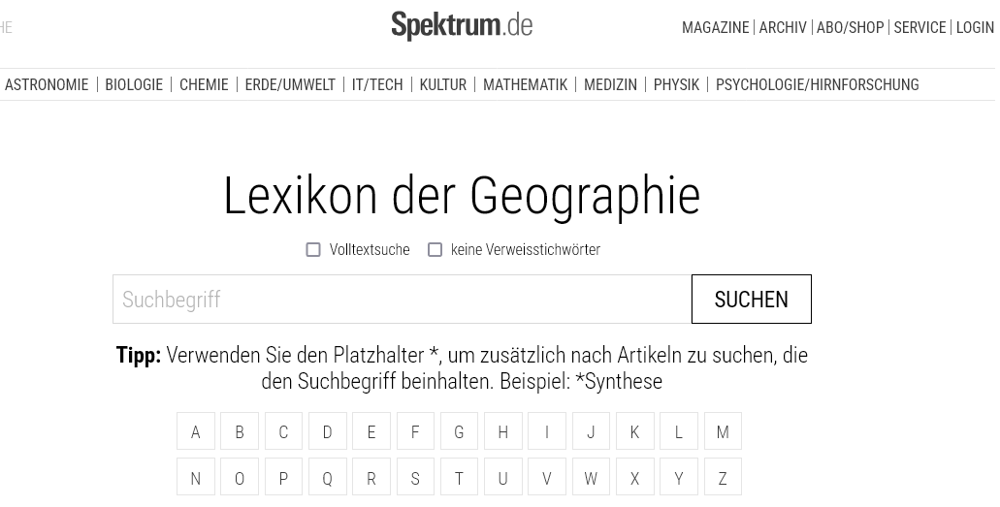 HE
Spektrum.de
MAGAZINE | ARCHIV | ABO/SHOP | SERVICE | LOGIN
ASTRONOMIE | BIOLOGIE | CHEMIE | ERDE/UMWELT | IT/TECH | KULTUR | MATHEMATIK | MEDIZIN | PHYSIK | PSYCHOLOGIE/HIRNFORSCHUNG
Lexikon der Geographie
Volltextsuche keine Verweisstichwörter
Suchbegriff SUCHEN
Tipp: Verwenden Sie den Platzhalter *, um zusätzlich nach Artikeln zu suchen, die
den Suchbegriff beinhalten. Beispiel: *Synthese
A B C D E F G H I J K L M
N O P Q R S T U V W X Y Z